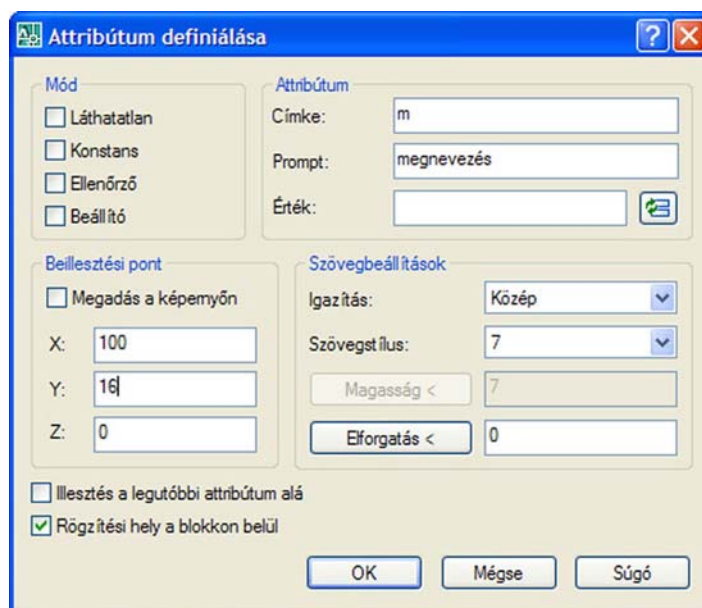 Attribútum definiálása
Mód
Láthatatlan
Konstans
Ellenőrző
Beállító
Attribútum
Címke: m
Prompt: megnevezés
Érték:
Beillesztési pont
Megadás a képernyőn
X: 100
Y: 16
Z: 0
Szövegbeállítások
Igazítás: Közép
Szövegstílus: 7
Magasság < 7
Elforgatás < 0
Illesztés a legutóbbi attribútum alá
Rögzítési hely a blokkon belül
OK Mégse Súgó